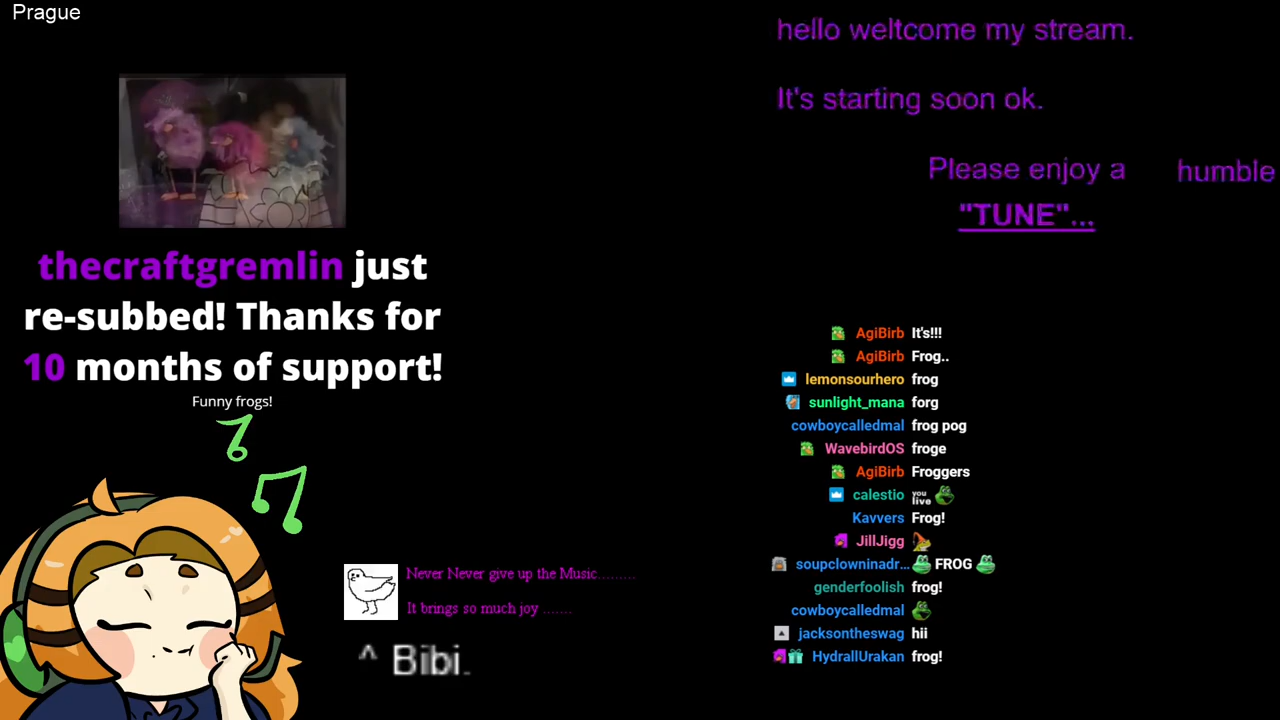 Prague
hello weltcome my stream.
It's starting soon ok.
Please enjoy a humble
"TUNE"...
thecraftgremlin just
re-subbed! Thanks for
10 months of support!
Funny frogs!
Never Never give up the Music.........
It brings so much joy .......
^ Bibi.
AgiBirb It's!!!
AgiBirb Frog..
lemonsourhero frog
sunlight_mana forg
cowboycalledmal frog pog
WavebirdOS froge
AgiBirb Froggers
calestio you live
Kavvers Frog!
JillJigg
soupclowninadr... FROG
genderfoolish frog!
cowboycalledmal
jacksontheswag hii
HydrallUrakan frog!